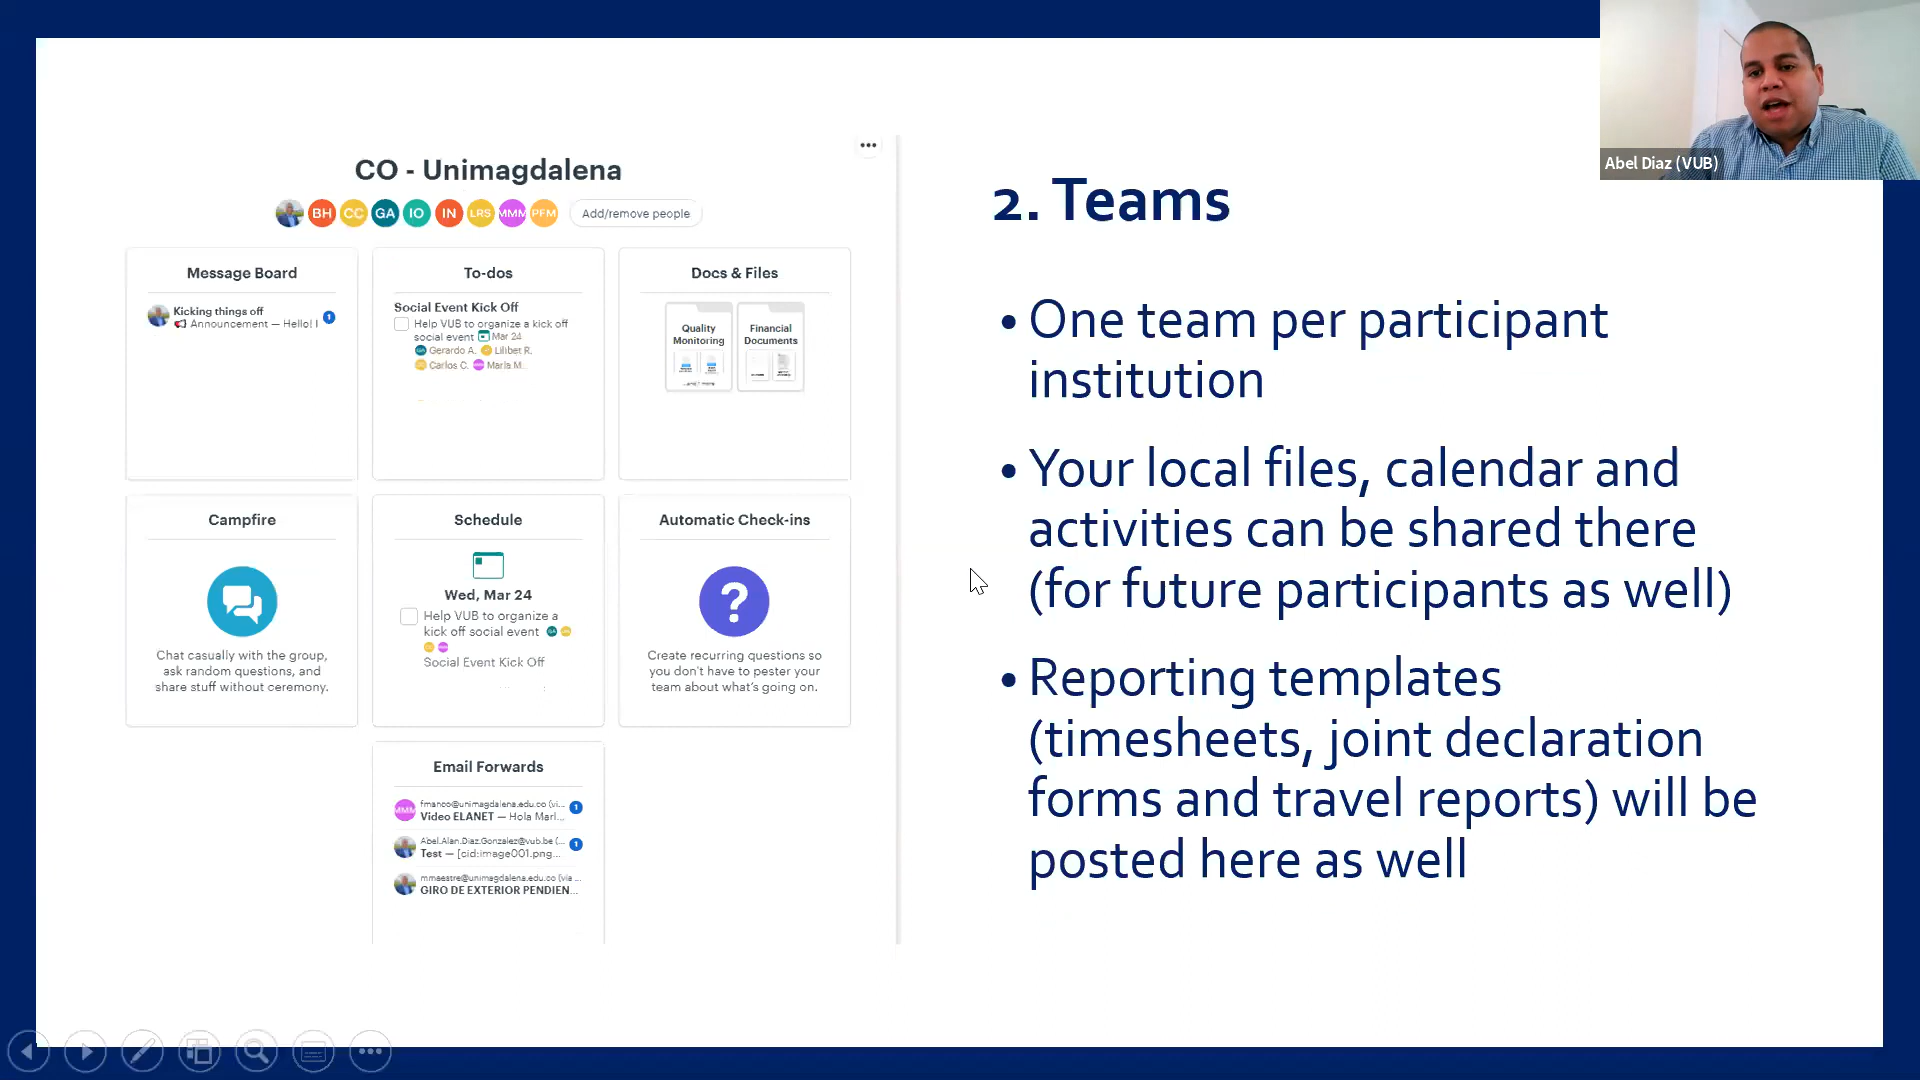 Abel Diaz (VUB)
CO - Unimagdalena
BH CC GA IO IN LRS MMM PFM Add/remove people
Message Board
Kicking things off
Announcement — Hello! I
1
To-dos
Social Event Kick Off
Help VUB to organize a kick off
social event Mar 24
Gerardo A. Lilibet R.
Carlos C. Maria M.
Docs & Files
Quality
Monitoring
Financial
Documents
Campfire
Chat casually with the group,
ask random questions, and
share stuff without ceremony.
Schedule
Wed, Mar 24
Help VUB to organize a
kick off social event
Social Event Kick Off
Automatic Check-ins
?
Create recurring questions so
you don't have to pester your
team about what's going on.
Email Forwards
fmanco@unimagdalena.edu.co (vi...
Video ELANET — Hola Marl...
1
Abel.Alan.Diaz.Gonzalez@vub.be (...
Test — [cid:image001.png...
1
mmaestre@unimagdalena.edu.co (via ...
GIRO DE EXTERIOR PENDIEN...
2. Teams
• One team per participant
institution
• Your local files, calendar and
activities can be shared there
(for future participants as well)
• Reporting templates
(timesheets, joint declaration
forms and travel reports) will be
posted here as well